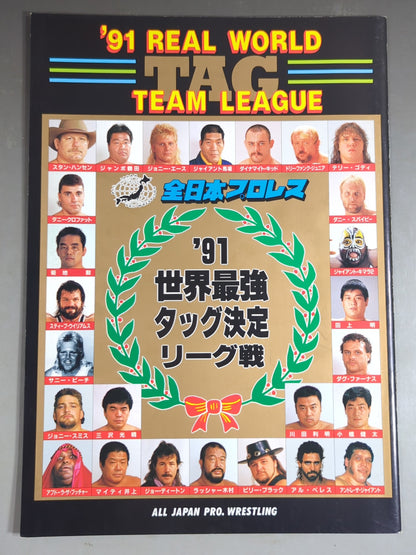 '91 REAL WORLD
TAG
TEAM LEAGUE
スタン・ハンセン
ジャンボ鶴田
ジョニー・エース
ジャイアント馬場
ダイナマイト・キッド
ドリー・ファンク・ジュニア
テリー・ゴディ
全日本プロレス
ダニー・クロファット
ダニー・スパイビー
菊地 毅
ジャイアント・キマラ2
'91
世界最強
タッグ決定
リーグ戦
スティーブ・ウイリアムス
田上 明
サニー・ビーチ
ダグ・ファーナス
ジョニー・スミス
三沢光晴
川田利明
小橋健太
アブドーラ・ザ・ブッチャー
マイティ井上
ジョー・ディートン
ラッシャー木村
ビリー・ブラック
アル・ペレス
アンドレ・ザ・ジャイアント
ALL JAPAN PRO. WRESTLING